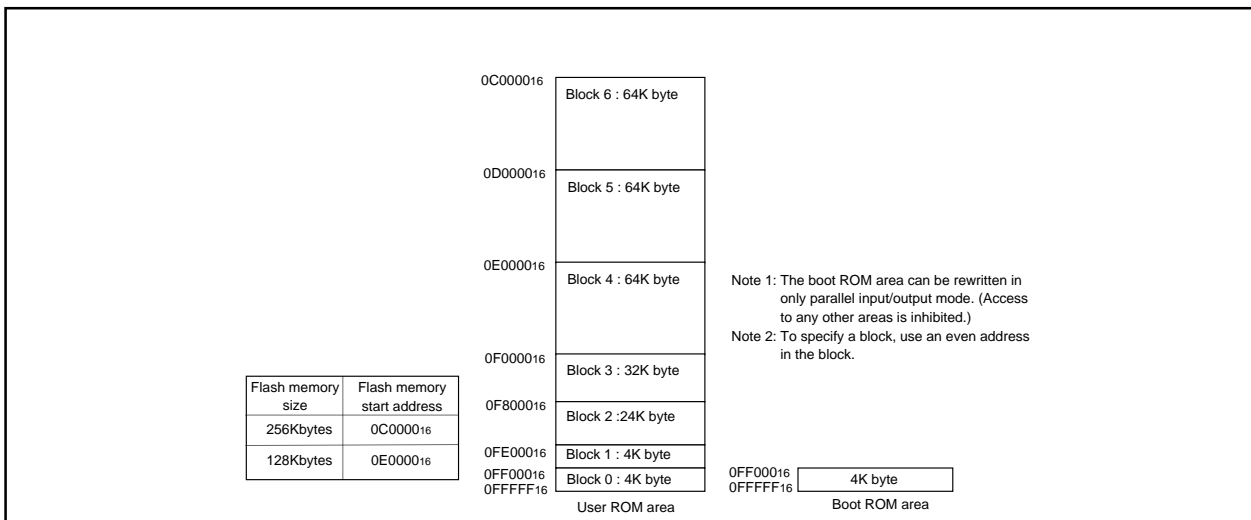 0C000016
Block 6 : 64K byte
0D000016
Block 5 : 64K byte
0E000016
Block 4 : 64K byte
Note 1: The boot ROM area can be rewritten in
only parallel input/output mode. (Access
to any other areas is inhibited.)
Note 2: To specify a block, use an even address
in the block.
0F000016
Block 3 : 32K byte
Flash memory size
Flash memory start address
256Kbytes
0C000016
128Kbytes
0E000016
0F800016
Block 2 :24K byte
0FE00016
Block 1 : 4K byte
0FF00016
Block 0 : 4K byte
0FFFFF16
User ROM area
0FF00016
4K byte
0FFFFF16
Boot ROM area